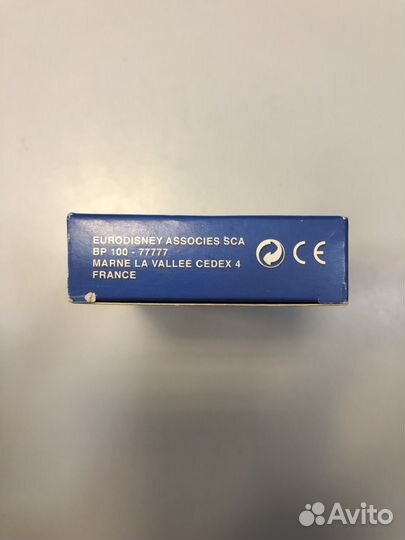 EURODISNEY ASSOCIES SCA
BP 100 - 77777
MARNE LA VALLEE CEDEX 4
FRANCE
CE
Avito